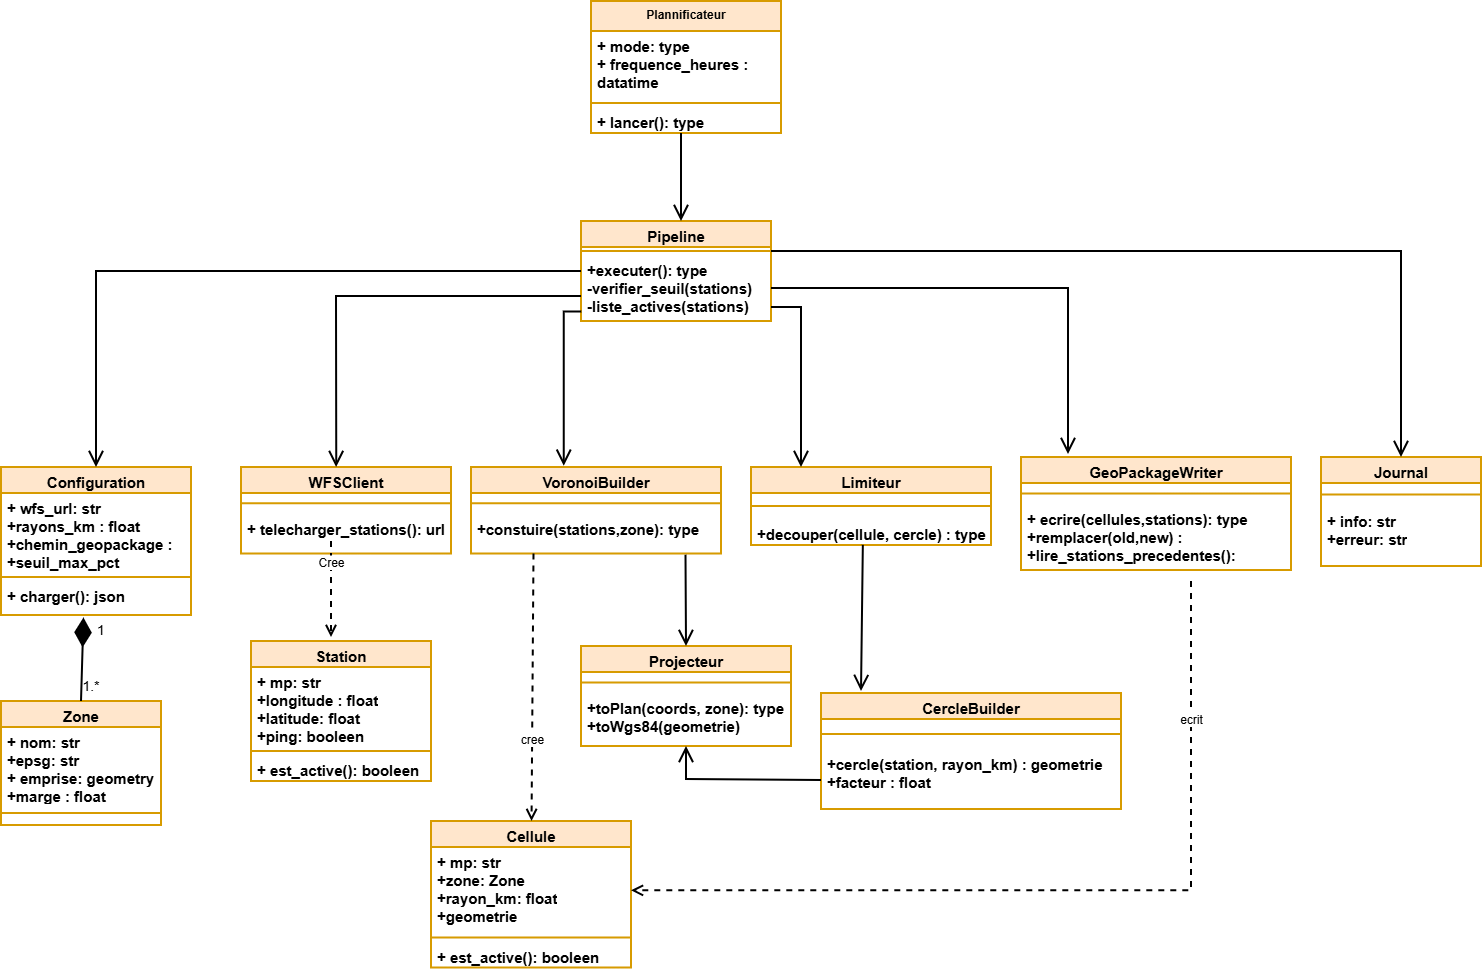 Plannificateur
+ mode: type
+ frequence_heures :
datatime
+ lancer(): type
Pipeline
+executer(): type
-verifier_seuil(stations)
-liste_actives(stations)
Configuration
+ wfs_url: str
+rayons_km : float
+chemin_geopackage :
+seuil_max_pct
+ charger(): json
WFSClient
+ telecharger_stations(): url
VoronoiBuilder
+constuire(stations,zone): type
Limiteur
+decouper(cellule, cercle) : type
GeoPackageWriter
+ ecrire(cellules,stations): type
+remplacer(old,new) :
+lire_stations_precedentes():
Journal
+ info: str
+erreur: str
Cree
1
1.*
Zone
+ nom: str
+epsg: str
+ emprise: geometry
+marge : float
Station
+ mp: str
+longitude : float
+latitude: float
+ping: booleen
+ est_active(): booleen
Projecteur
+toPlan(coords, zone): type
+toWgs84(geometrie)
CercleBuilder
+cercle(station, rayon_km) : geometrie
+facteur : float
cree
ecrit
Cellule
+ mp: str
+zone: Zone
+rayon_km: float
+geometrie
+ est_active(): booleen